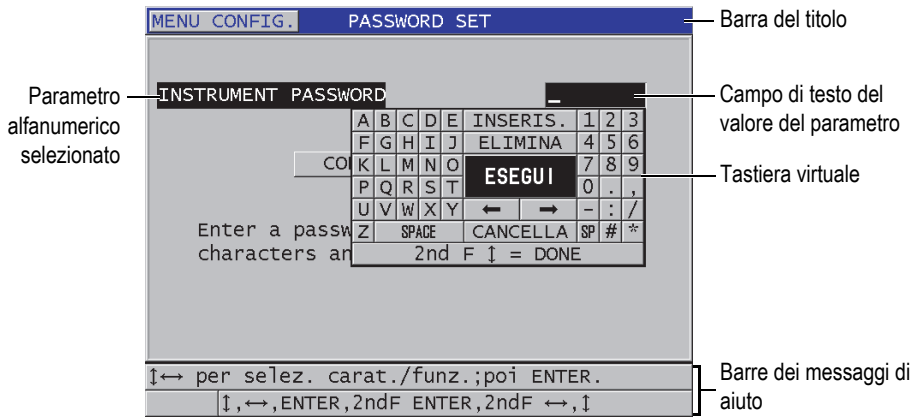 MENU CONFIG. PASSWORD SET
Barra del titolo
INSTRUMENT PASSWORD _
Parametro
alfanumerico
selezionato
Campo di testo del
valore del parametro
A B C D E INSERIS. 1 2 3
F G H I J ELIMINA 4 5 6
CO K L M N O ESEGUI 7 8 9
P Q R S T 0 . ,
Tastiera virtuale
U V W X Y ← → - : /
Enter a passw Z SPACE CANCELLA SP # *
characters an 2nd F ↕ = DONE
↕↔ per selez. carat./funz.;poi ENTER.
↕,↔,ENTER,2ndF ENTER,2ndF ↔,↕
Barre dei messaggi di
aiuto